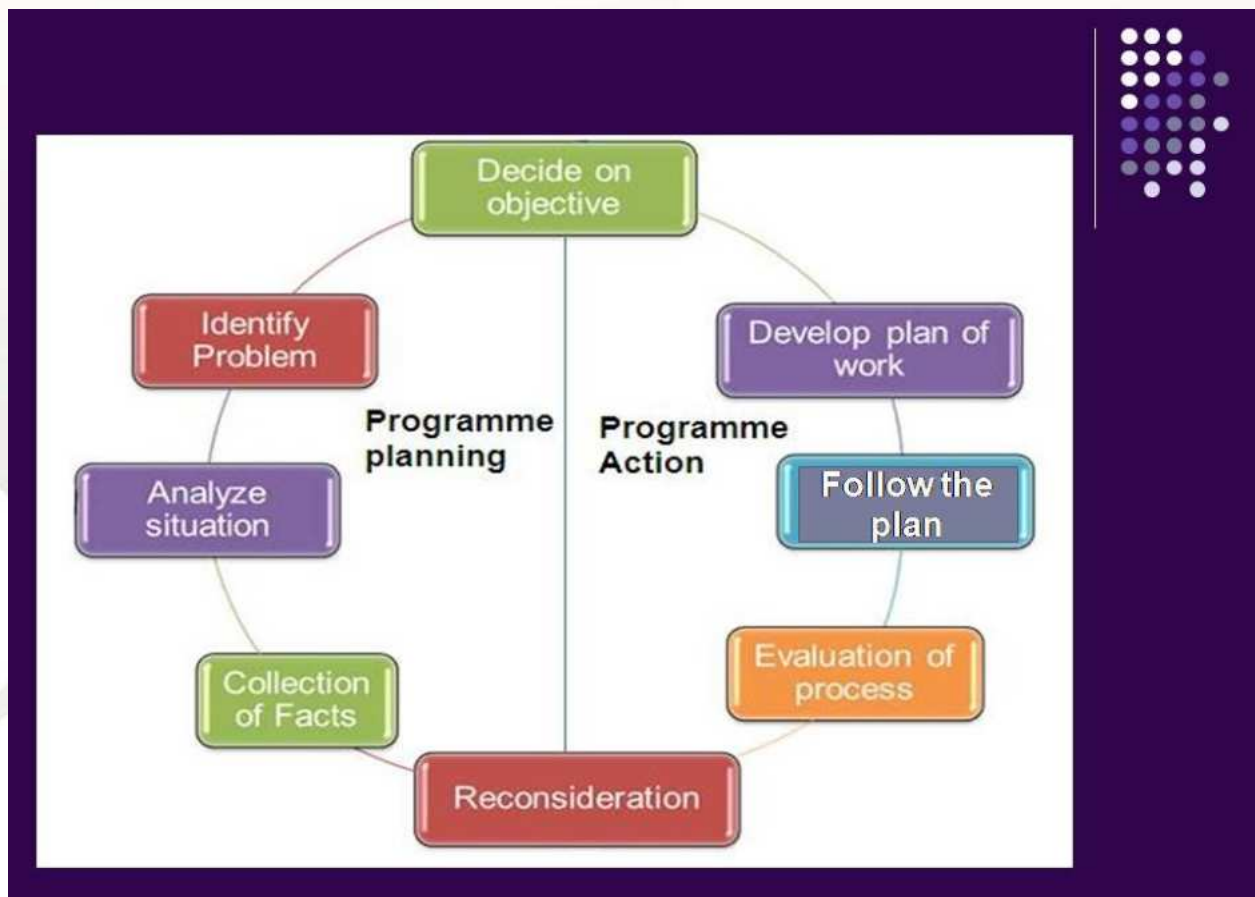 Decide on
objective
Identify
Problem
Develop plan of
work
Programme
planning
Programme
Action
Analyze
situation
Follow the
plan
Collection
of Facts
Evaluation of
process
Reconsideration